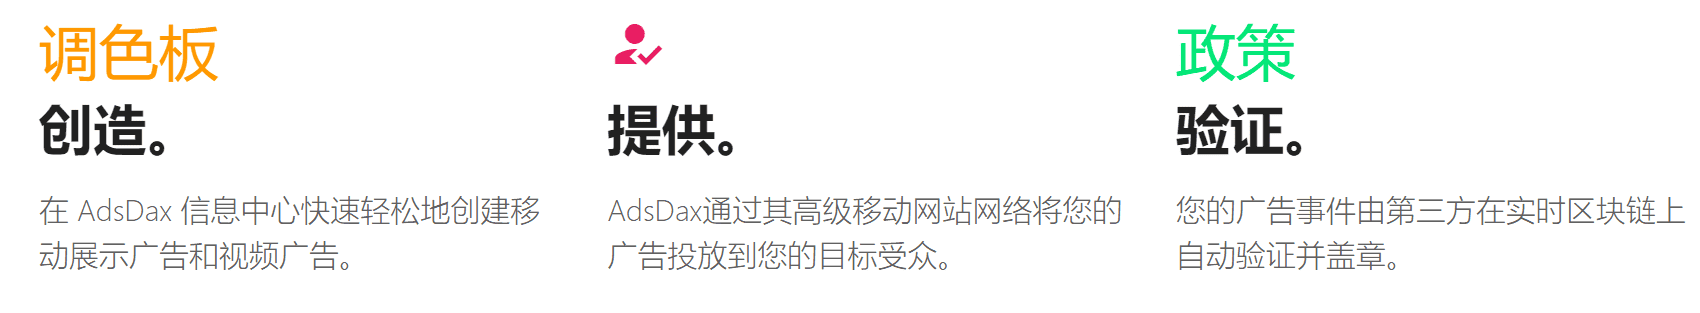 调色板
创造。
在 AdsDax 信息中心快速轻松地创建移
动展示广告和视频广告。
提供。
AdsDax通过其高级移动网站网络将您的
广告投放到您的目标受众。
政策
验证。
您的广告事件由第三方在实时区块链上
自动验证并盖章。